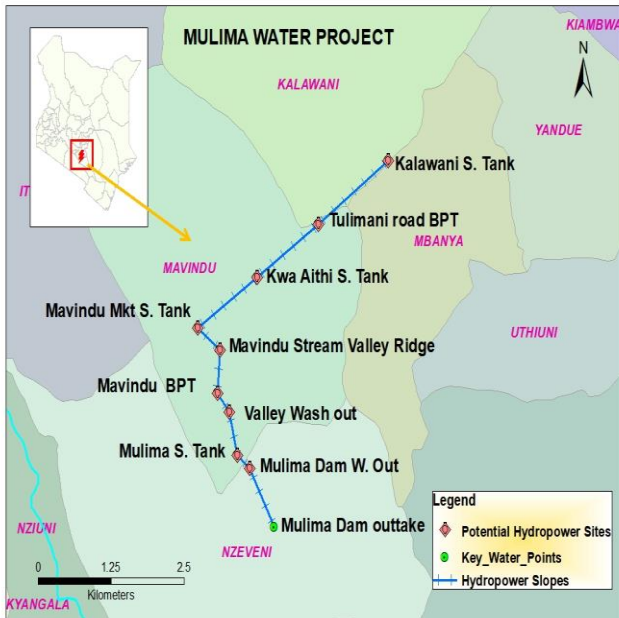 MULIMA WATER PROJECT
KIAMBWA
N
KALAWANI
YANDUE
IT
Kalawani S. Tank
Tulimani road BPT
MBANYA
MAVINDU
Kwa Aithi S. Tank
Mavindu Mkt S. Tank
UTHIUNI
Mavindu Stream Valley Ridge
Mavindu BPT
Valley Wash out
Mulima S. Tank
Mulima Dam W. Out
Mulima Dam outtake
NZIUNI
NZEVENI
Legend
Potential Hydropower Sites
Key_Water_Points
Hydropower Slopes
0 1.25 2.5
Kilometers
KYANGALA